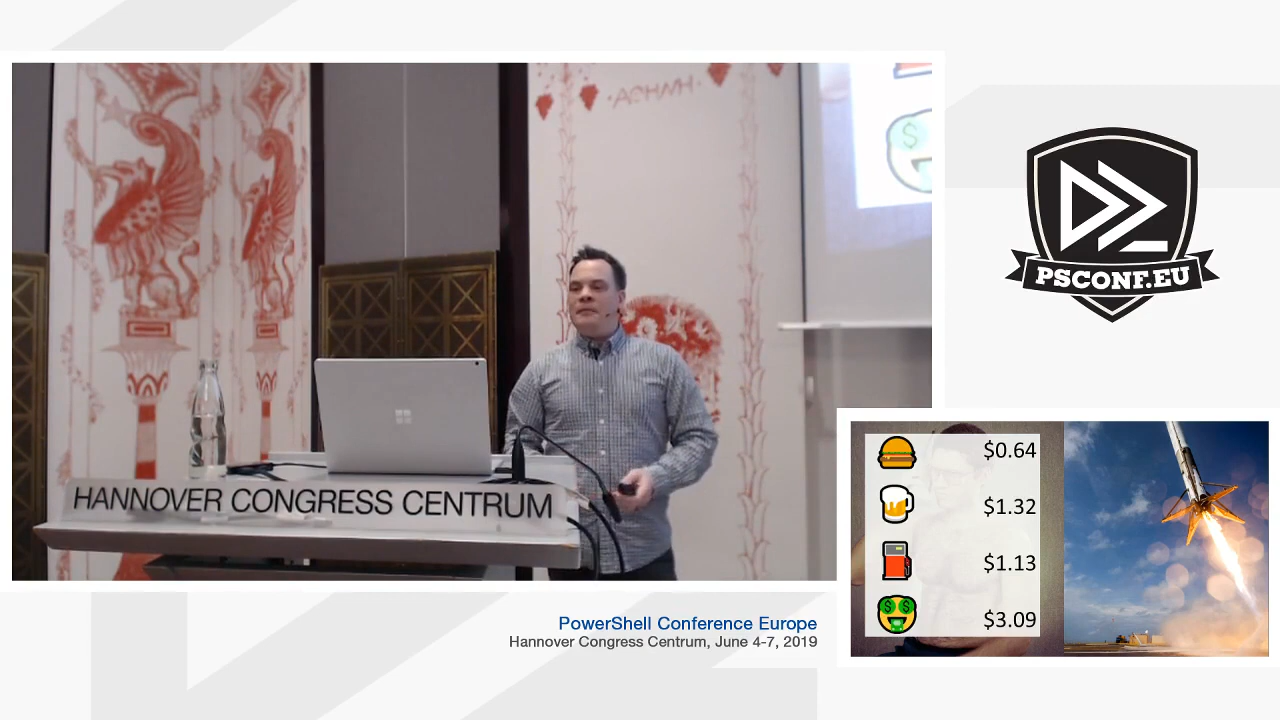 HANNOVER CONGRESS CENTRUM
PSCONF.EU
$0.64
$1.32
$1.13
$3.09
PowerShell Conference Europe
Hannover Congress Centrum, June 4-7, 2019